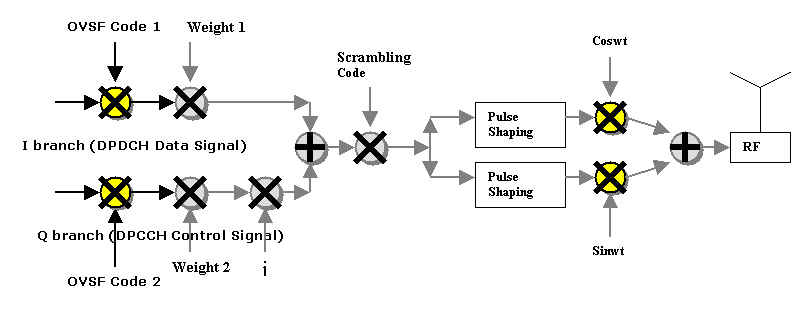 OVSF Code 1
Weight 1
Scrambling
Code
Coswt
I branch (DPDCH Data Signal)
Pulse
Shaping
RF
Pulse
Shaping
Q branch (DPCCH Control Signal)
Weight 2
i
Sinwt
OVSF Code 2